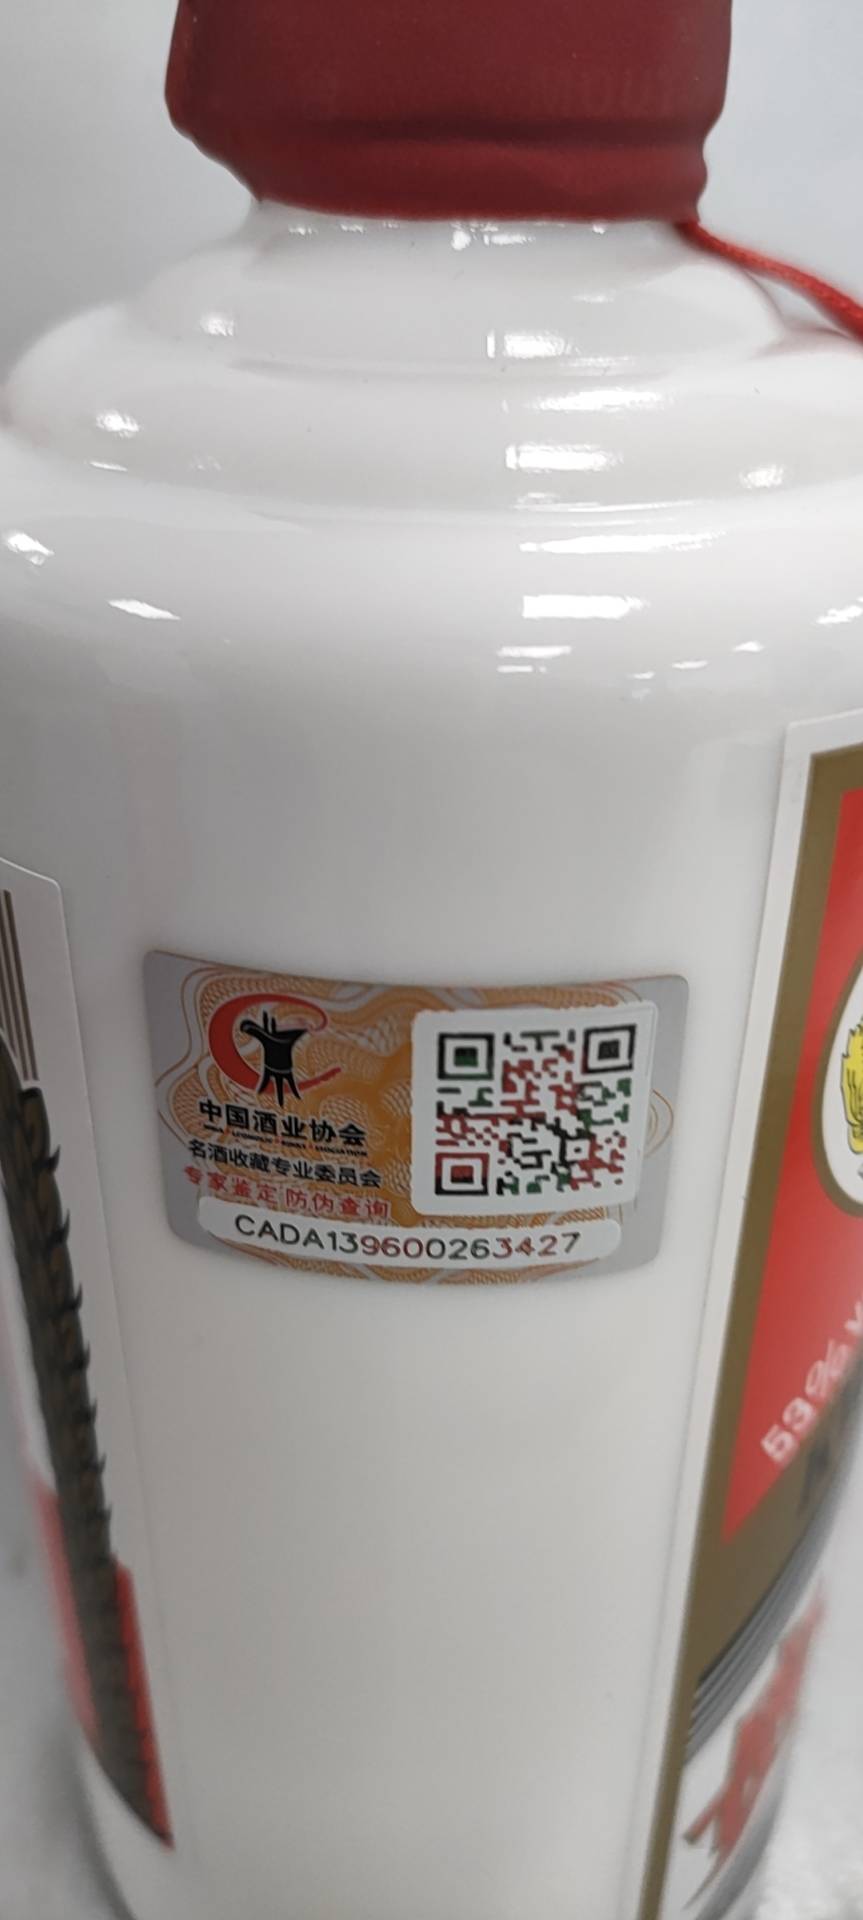 中国酒业协会
名酒收藏专业委员会
专家鉴定 防伪查询
CADA139600263427
53%